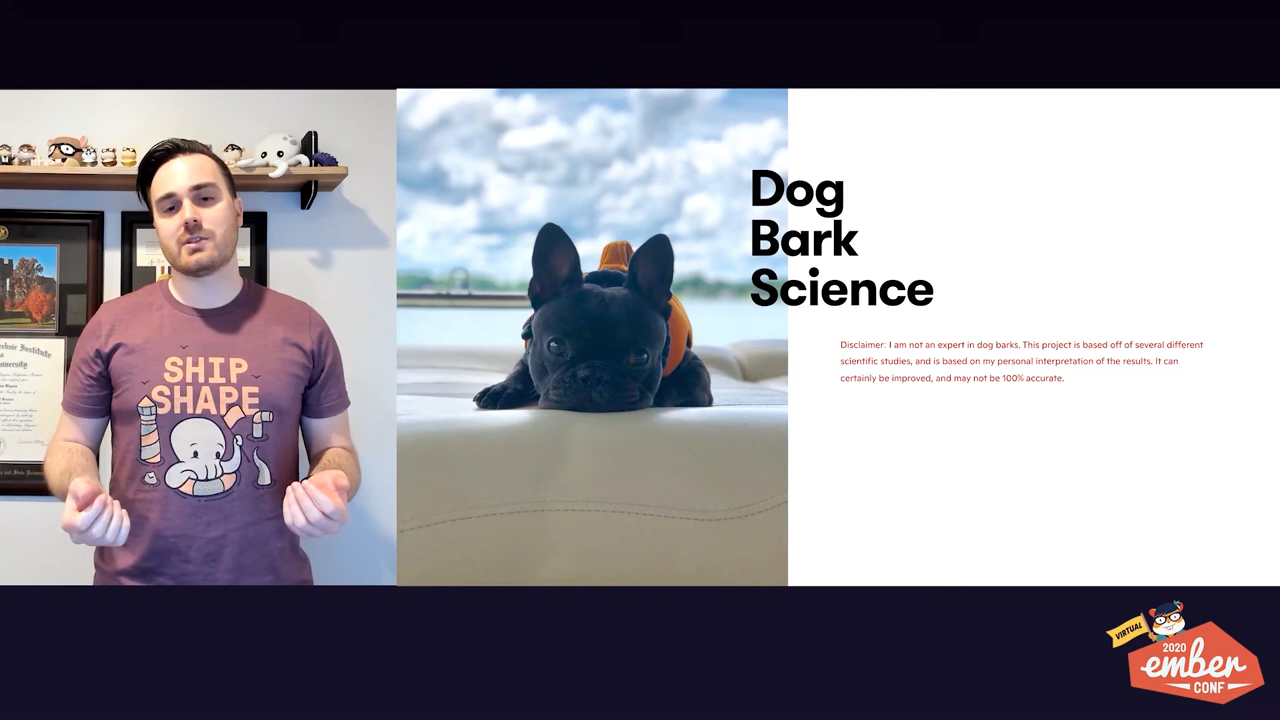 SHIP
SHAPE
Dog
Bark
Science
Disclaimer: I am not an expert in dog barks. This project is based off of several different
scientific studies, and is based on my personal interpretation of the results. It can
certainly be improved, and may not be 100% accurate.
VIRTUAL
2020
ember
CONF